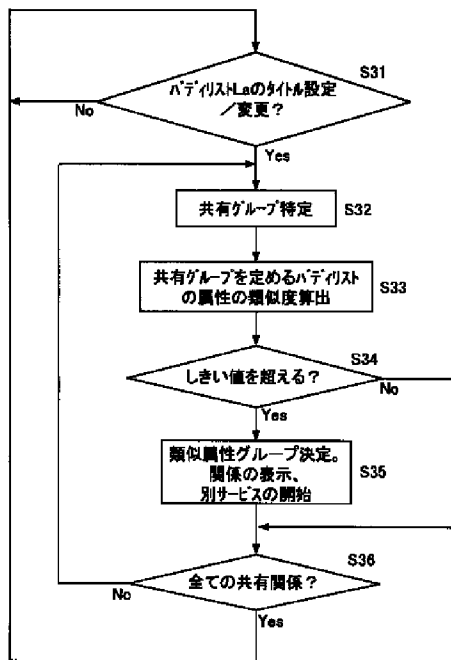 S31
ﾊﾞﾃﾞｨﾘｽﾄLaのﾀｲﾄﾙ設定
／変更？
No
Yes
共有ｸﾞﾙｰﾌﾟ特定
S32
共有ｸﾞﾙｰﾌﾟを定めるﾊﾞﾃﾞｨﾘｽﾄ
の属性の類似度算出
S33
S34
しきい値を超える？
No
Yes
類似属性ｸﾞﾙｰﾌﾟ決定。
関係の表示、
別ｻｰﾋﾞｽの開始
S35
S36
全ての共有関係？
No
Yes